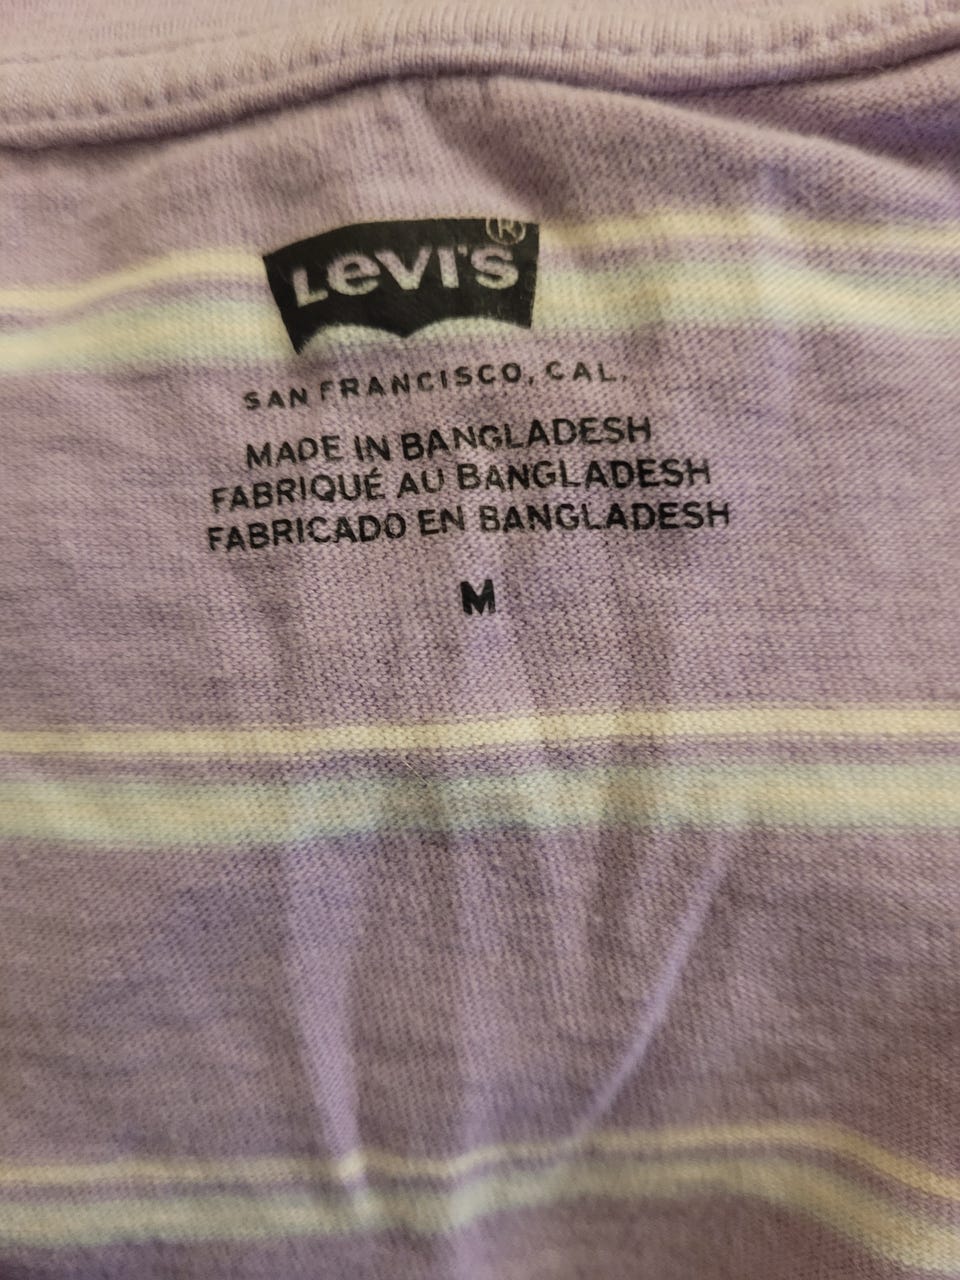 LEVI'S®
SAN FRANCISCO, CAL.
MADE IN BANGLADESH
FABRIQUÉ AU BANGLADESH
FABRICADO EN BANGLADESH
M